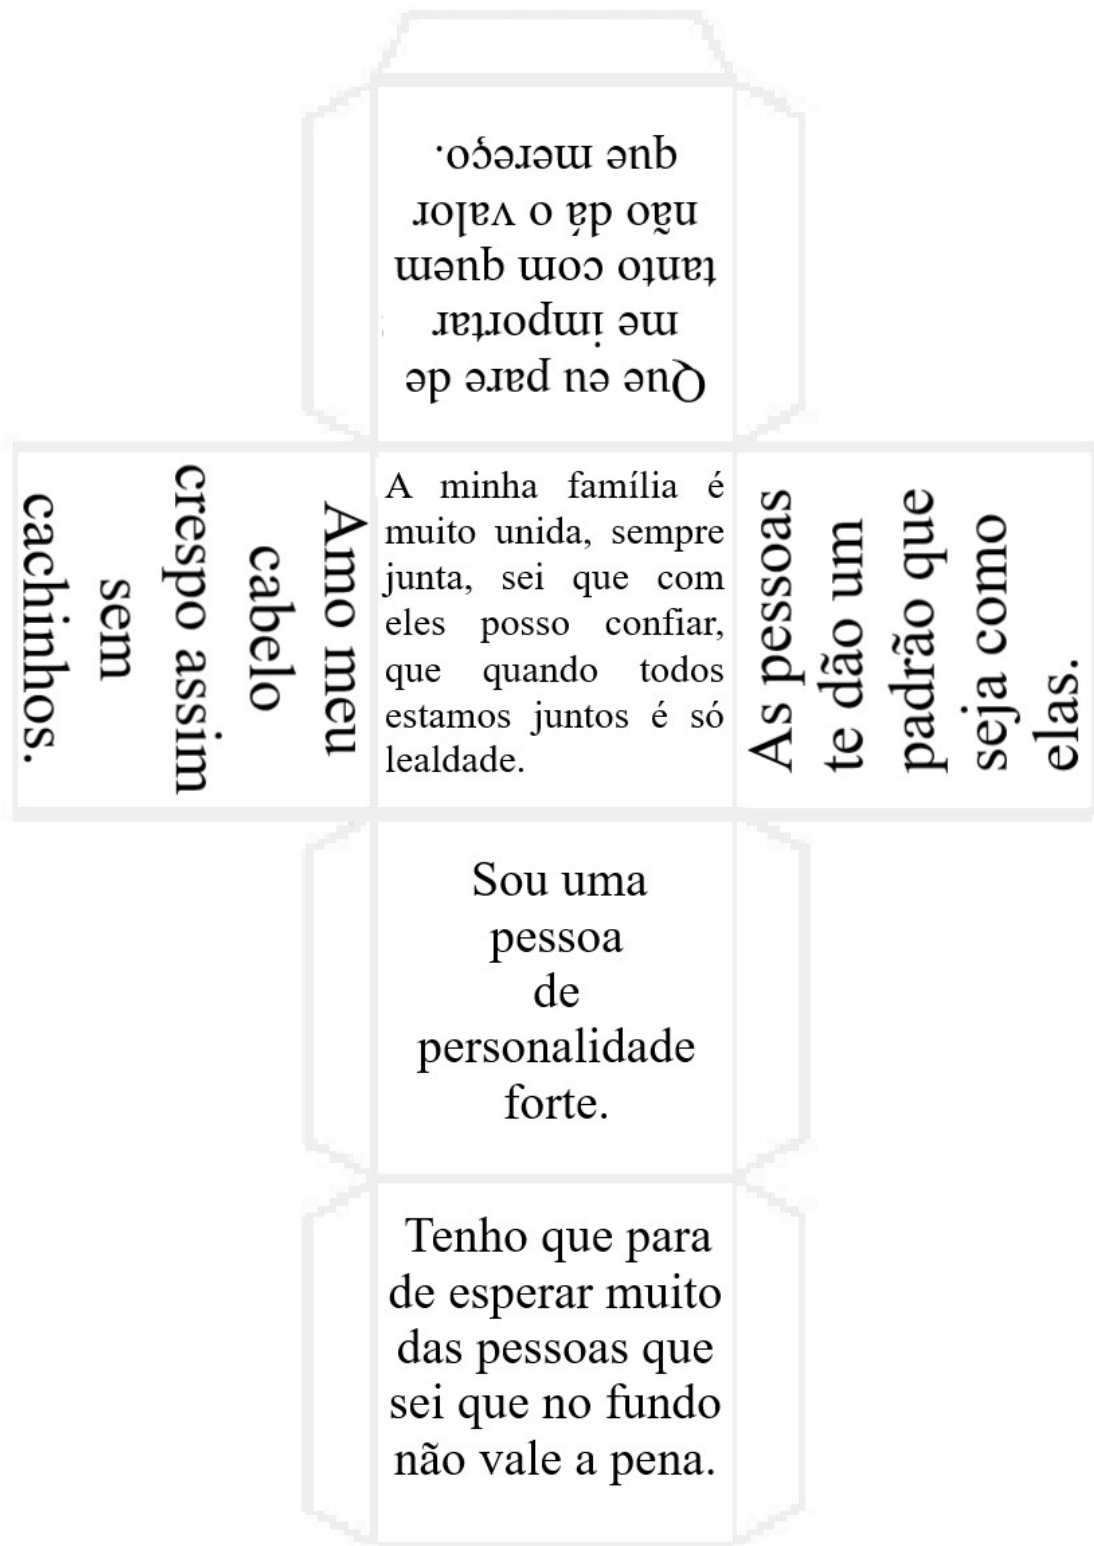 Que eu pare de
me importar
tanto com quem
não dá o valor
que mereço.
Amo meu
cabelo
crespo assim
sem
cachinhos.
A minha família é
muito unida, sempre
junta, sei que com
eles posso confiar,
que quando todos
estamos juntos é só
lealdade.
As pessoas
te dão um
padrão que
seja como
elas.
Sou uma
pessoa
de
personalidade
forte.
Tenho que para
de esperar muito
das pessoas que
sei que no fundo
não vale a pena.